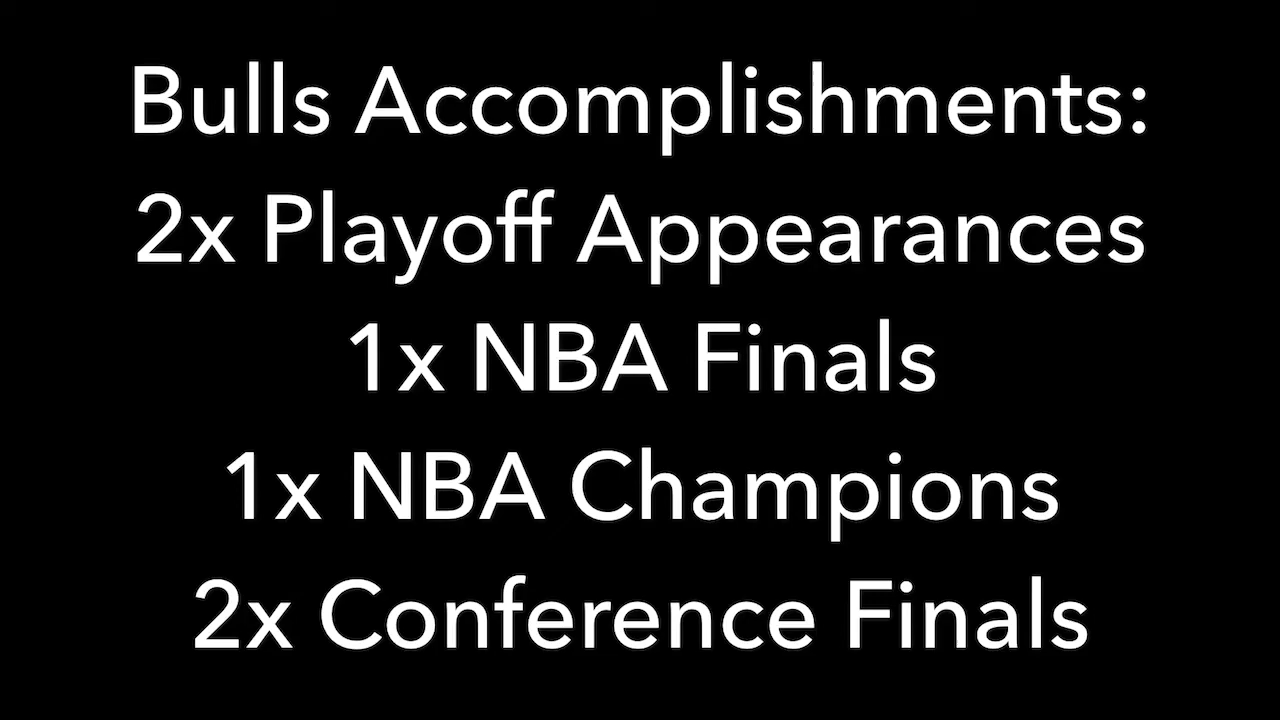 Bulls Accomplishments:
2x Playoff Appearances
1x NBA Finals
1x NBA Champions
2x Conference Finals